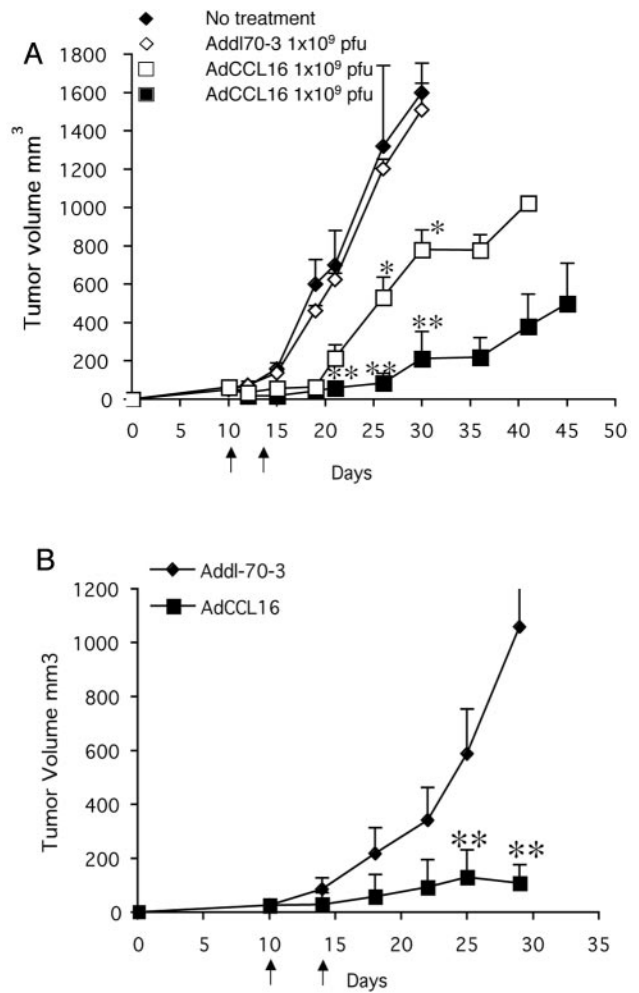 A
No treatment
Addl70-3 1x10⁹ pfu
AdCCL16 1x10⁹ pfu
AdCCL16 1x10⁹ pfu
Tumor volume mm³
1600
1400
1200
1000
800
600
400
200
0
* *
** ** **
0 5 10 15 20 25 30 35 40 45 50
Days
B
Addl-70-3
AdCCL16
Tumor Volume mm3
1200
1000
800
600
400
200
0
** **
0 5 10 15 20 25 30 35
Days